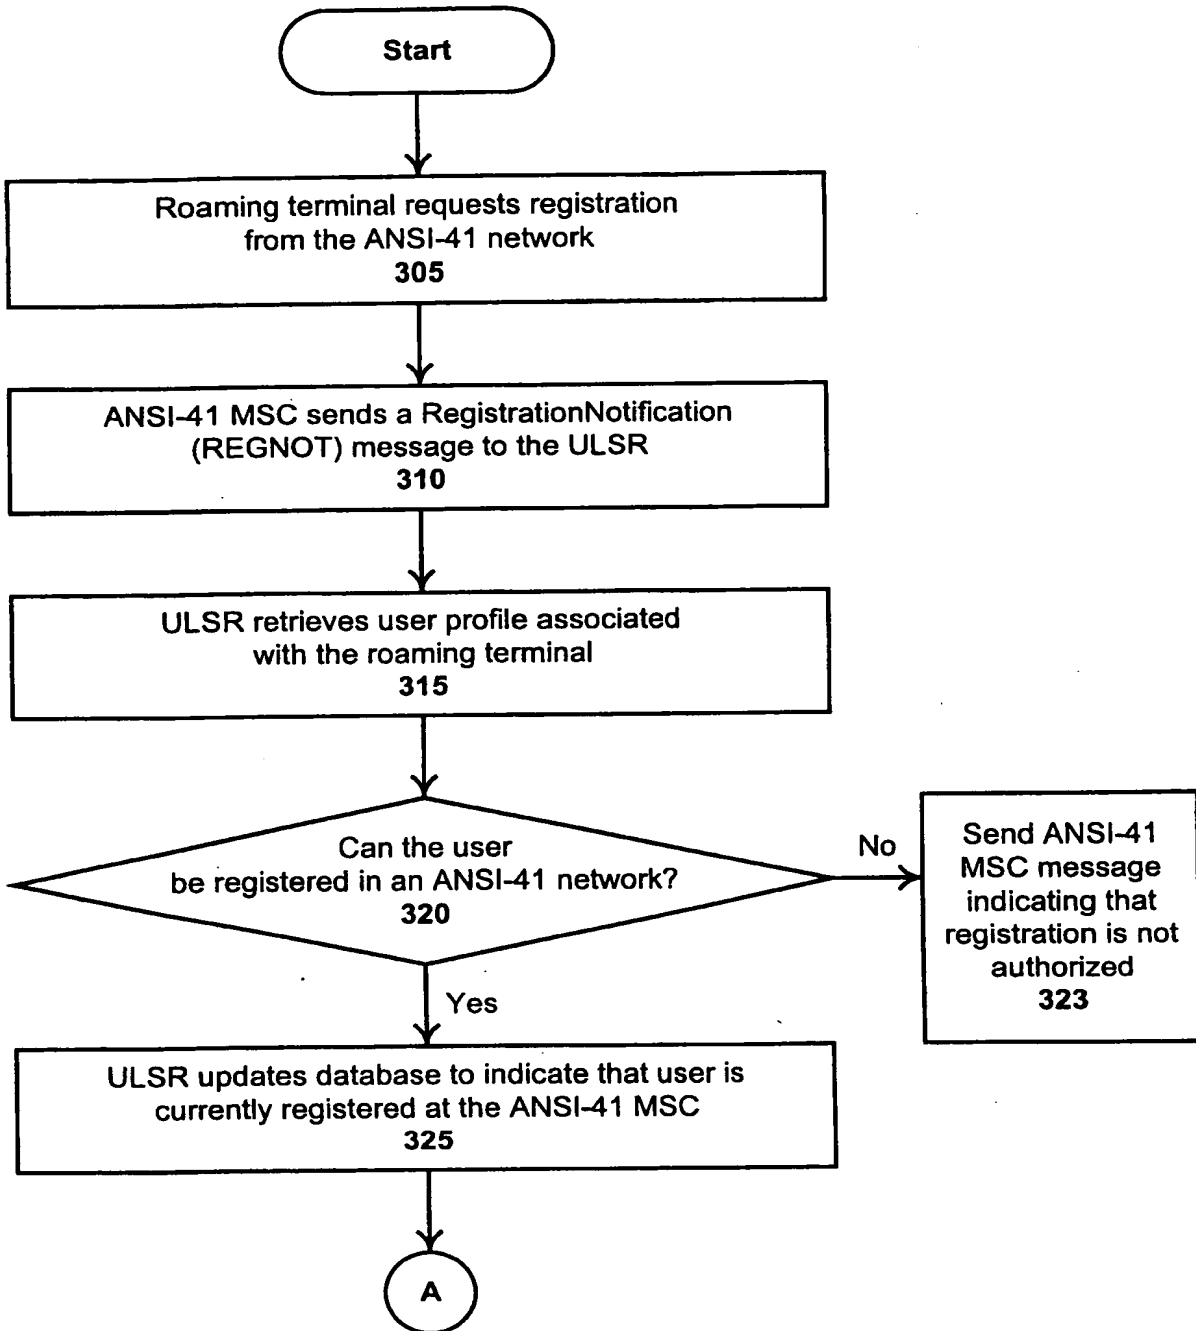 Start
Roaming terminal requests registration
from the ANSI-41 network
305
ANSI-41 MSC sends a RegistrationNotification
(REGNOT) message to the ULSR
310
ULSR retrieves user profile associated
with the roaming terminal
315
Can the user
be registered in an ANSI-41 network?
320
No
Send ANSI-41
MSC message
indicating that
registration is not
authorized
323
Yes
ULSR updates database to indicate that user is
currently registered at the ANSI-41 MSC
325
A